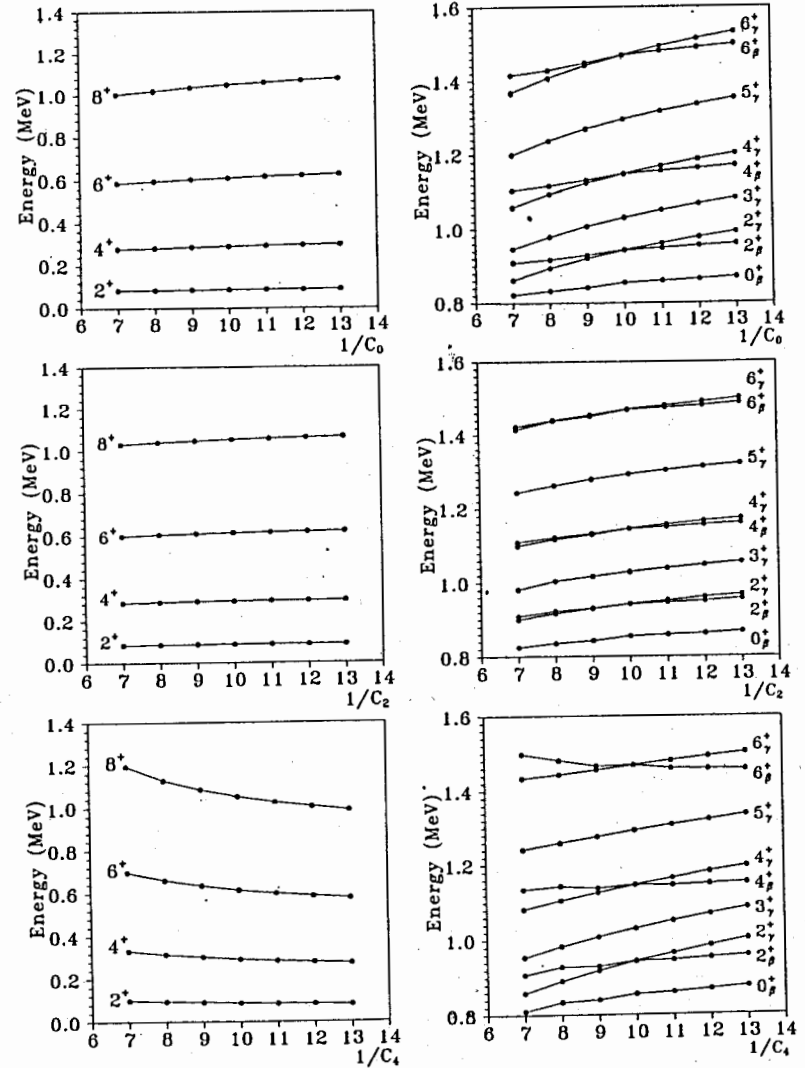 1.4
1.2
1.0
0.8
0.6
0.4
0.2
0.0
Energy (MeV)
8⁺
6⁺
4⁺
2⁺
6 7 8 9 10 11 12 13 14
1/C₀
1.6
1.4
1.2
1.0
0.8
Energy (MeV)
6⁺ᵧ
6⁺ᵦ
5⁺ᵧ
4⁺ᵧ
4⁺ᵦ
3⁺ᵧ
2⁺ᵧ
2⁺ᵦ
0⁺ᵦ
6 7 8 9 10 11 12 13 14
1/C₀
1.4
1.2
1.0
0.8
0.6
0.4
0.2
0.0
Energy (MeV)
8⁺
6⁺
4⁺
2⁺
6 7 8 9 10 11 12 13 14
1/C₂
1.6
1.4
1.2
1.0
0.8
Energy (MeV)
6⁺ᵧ
6⁺ᵦ
5⁺ᵧ
4⁺ᵧ
4⁺ᵦ
3⁺ᵧ
2⁺ᵧ
2⁺ᵦ
0⁺ᵦ
6 7 8 9 10 11 12 13 14
1/C₂
1.4
1.2
1.0
0.8
0.6
0.4
0.2
0.0
Energy (MeV)
8⁺
6⁺
4⁺
2⁺
6 7 8 9 10 11 12 13 14
1/C₄
1.6
1.4
1.2
1.0
0.8
Energy (MeV)
6⁺ᵧ
6⁺ᵦ
5⁺ᵧ
4⁺ᵧ
4⁺ᵦ
3⁺ᵧ
2⁺ᵧ
2⁺ᵦ
0⁺ᵦ
6 7 8 9 10 11 12 13 14
1/C₄